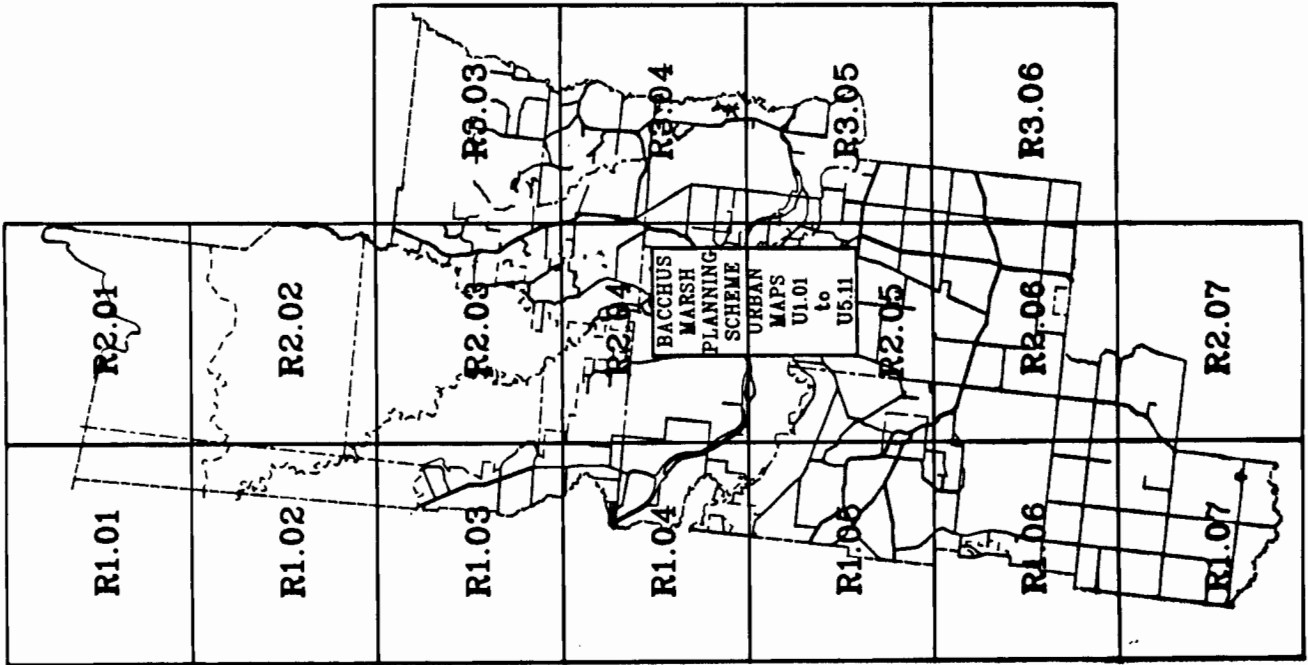 R1.01
R2.01
R1.02
R2.02
R1.03
R2.03
R3.03
R1.04
R2.04
R3.04
BACCHUS
MARSH
PLANNING
SCHEME
URBAN
MAPS
U1.01
to
U5.11
R1.05
R2.05
R3.05
R1.06
R2.06
R3.06
R1.07
R2.07